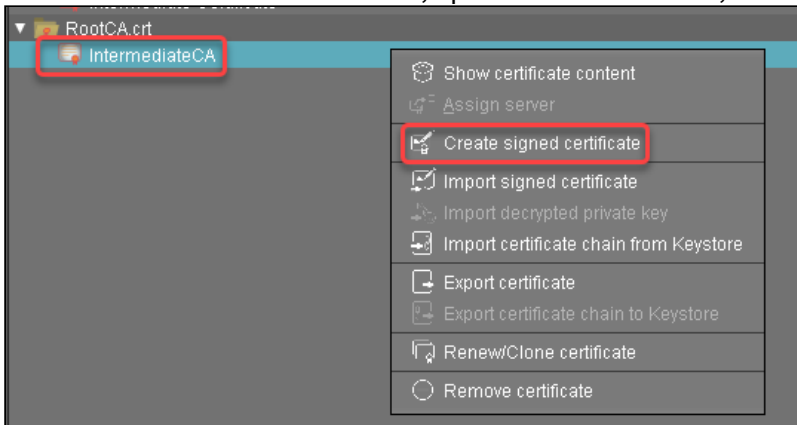 RootCA.crt
IntermediateCA
Show certificate content
Assign server
Create signed certificate
Import signed certificate
Import decrypted private key
Import certificate chain from Keystore
Export certificate
Export certificate chain to Keystore
Renew/Clone certificate
Remove certificate